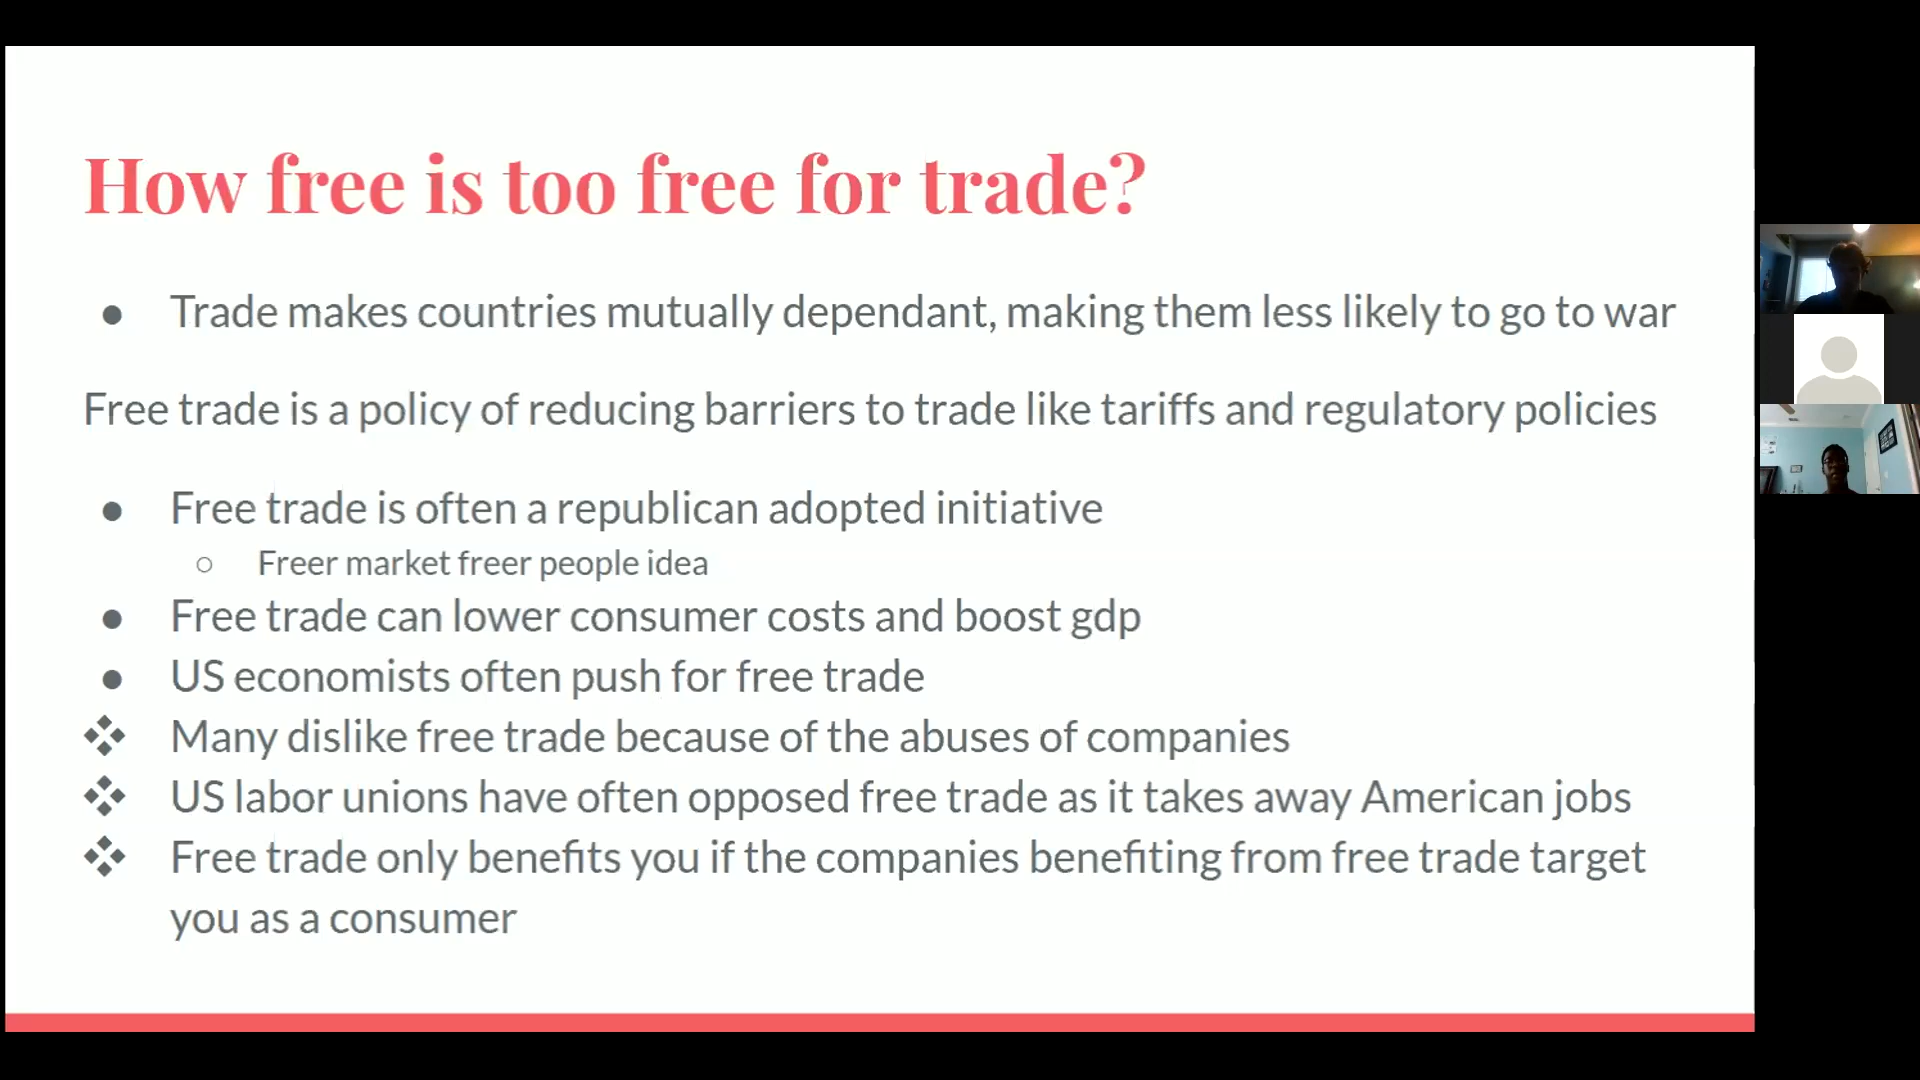 How free is too free for trade?
● Trade makes countries mutually dependant, making them less likely to go to war
Free trade is a policy of reducing barriers to trade like tariffs and regulatory policies
● Free trade is often a republican adopted initiative
○ Freer market freer people idea
● Free trade can lower consumer costs and boost gdp
● US economists often push for free trade
❖ Many dislike free trade because of the abuses of companies
❖ US labor unions have often opposed free trade as it takes away American jobs
❖ Free trade only benefits you if the companies benefiting from free trade target
you as a consumer